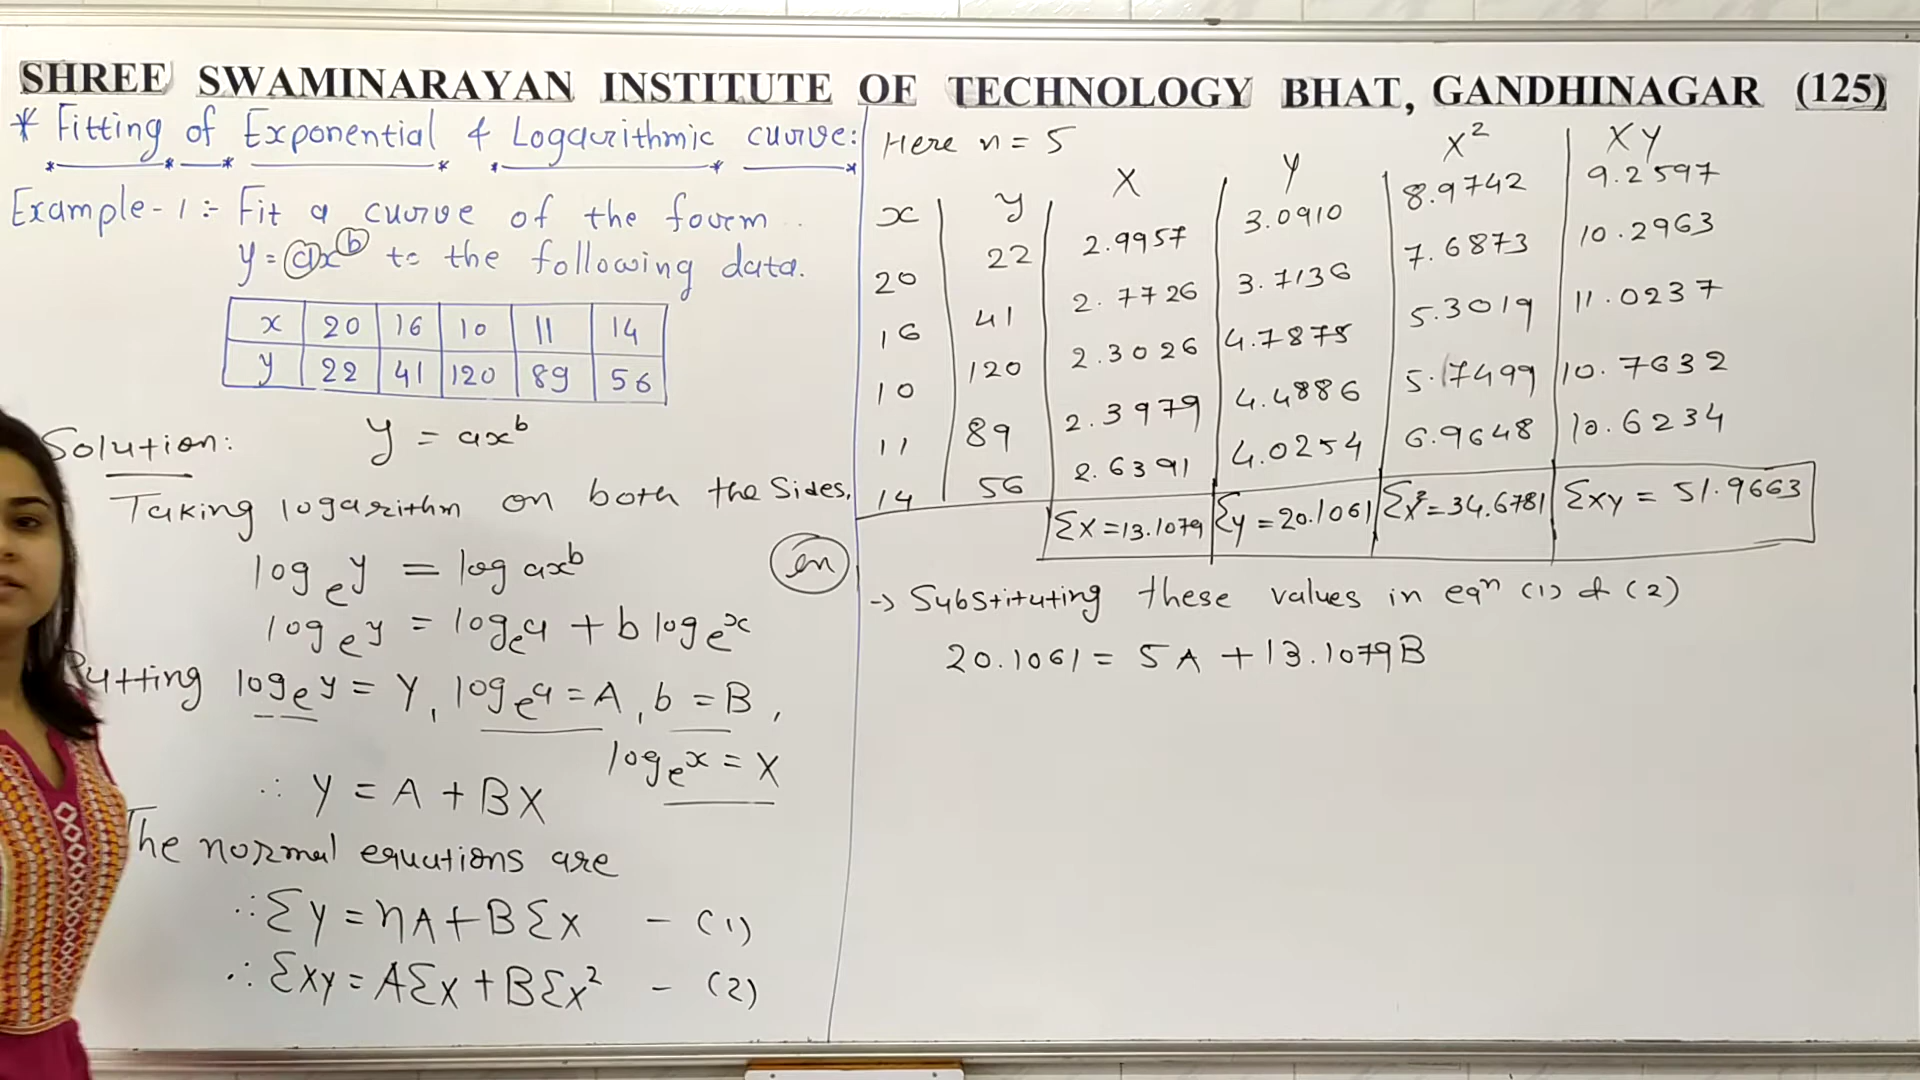 SHREE SWAMINARAYAN INSTITUTE OF TECHNOLOGY BHAT, GANDHINAGAR (125)
* Fitting of Exponential & Logarithmic curve:
Example-1 :- Fit a curve of the form
y = ax^b to the following data.
x | 20 | 16 | 10 | 11 | 14
y | 22 | 41 | 120 | 89 | 56
Solution: y = ax^b
Taking logarithm on both the sides,
log_e y = log ax^b
ln
log_e y = log_e a + b log_e x
Putting log_e y = Y, log_e a = A, b = B,
log_e x = X
∴ Y = A + BX
The normal equations are
∴ Σy = nA + BΣx - (1)
∴ Σxy = AΣx + BΣx² - (2)
Here n = 5
x | y | X | Y | X² | XY
20 | 22 | 2.9957 | 3.0910 | 8.9742 | 9.2597
16 | 41 | 2.7726 | 3.7136 | 7.6873 | 10.2963
10 | 120 | 2.3026 | 4.7875 | 5.3019 | 11.0237
11 | 89 | 2.3979 | 4.4886 | 5.7499 | 10.7632
14 | 56 | 2.6391 | 4.0254 | 6.9648 | 10.6234
Σx = 13.1079 | Σy = 20.1061 | Σx² = 34.6781 | Σxy = 51.9663
→ Substituting these values in eqn (1) & (2)
20.1061 = 5A + 13.1079B